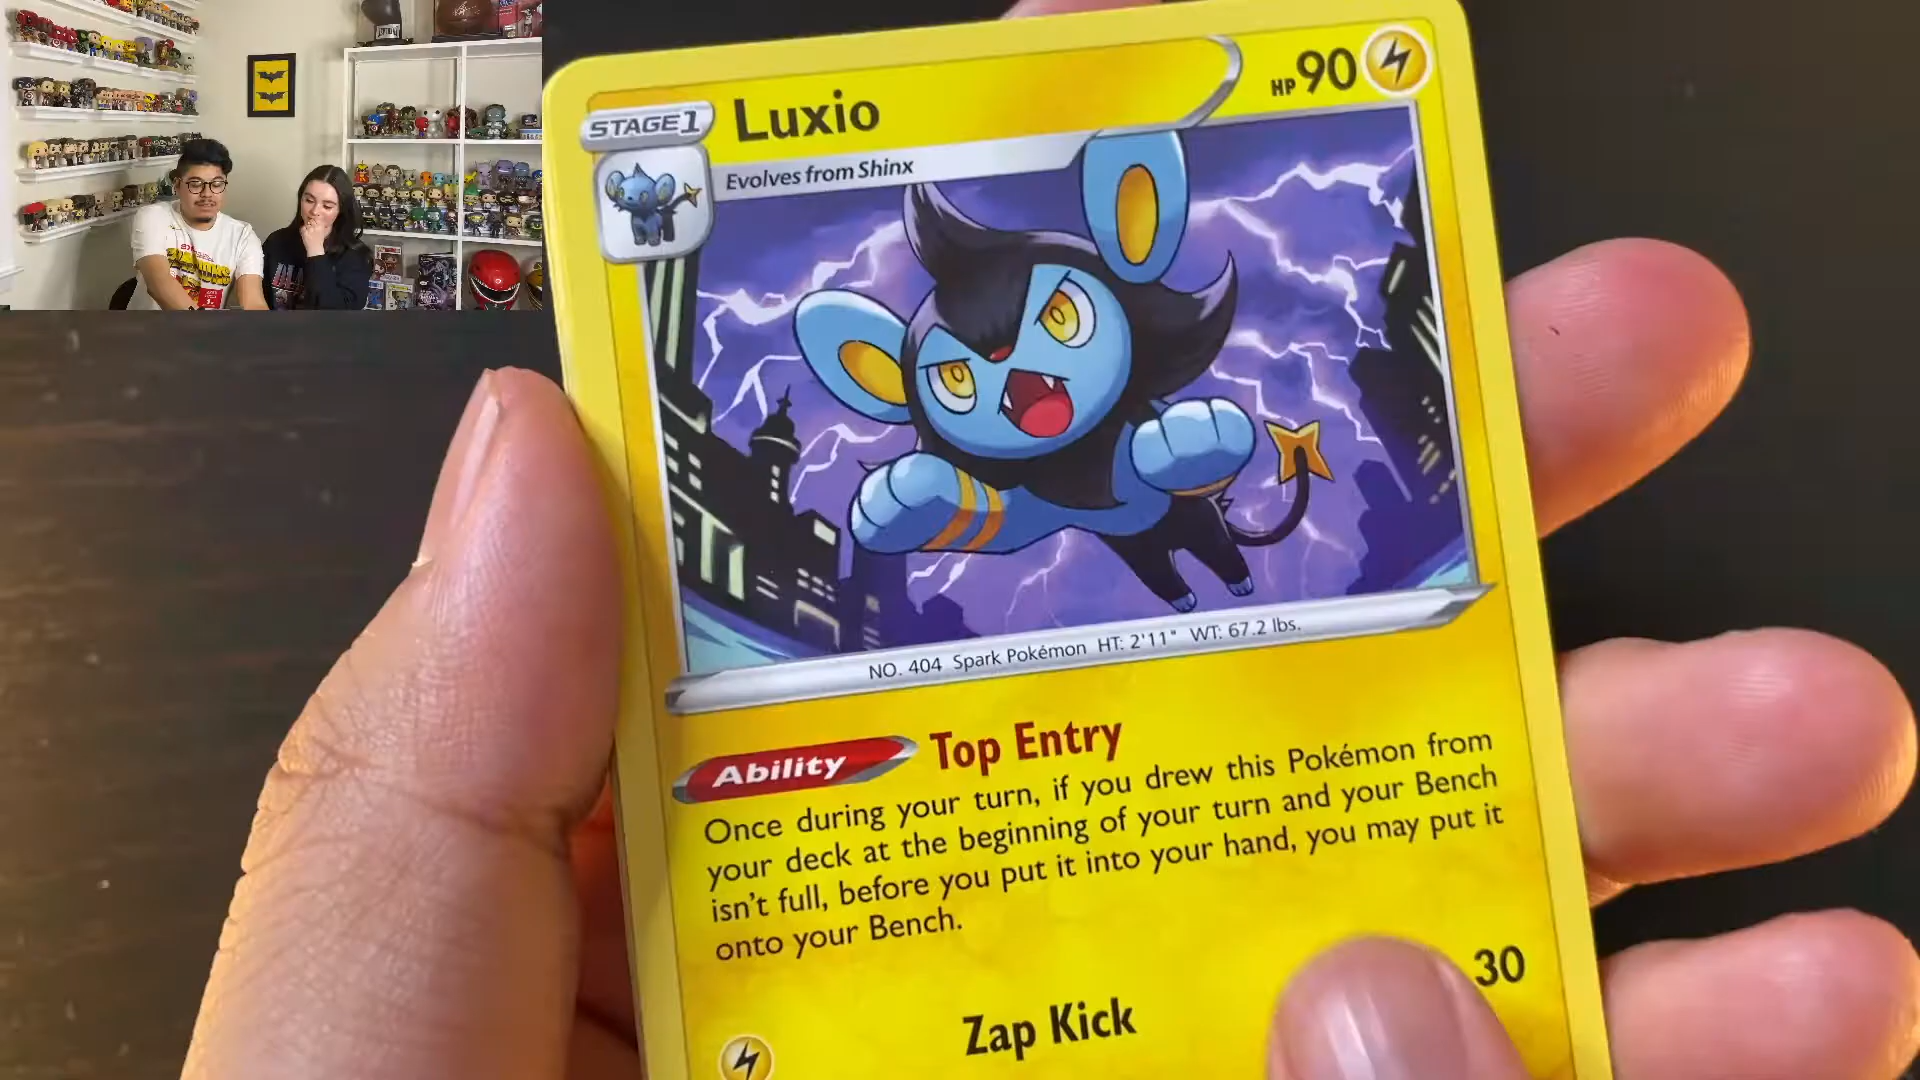 STAGE1
Luxio
HP 90
Evolves from Shinx
NO. 404 Spark Pokémon HT: 2'11" WT: 67.2 lbs.
Ability Top Entry
Once during your turn, if you drew this Pokémon from
your deck at the beginning of your turn and your Bench
isn't full, before you put it into your hand, you may put it
onto your Bench.
Zap Kick
30